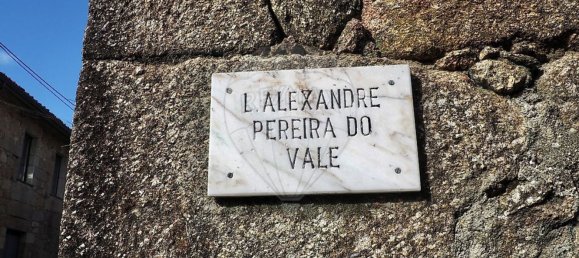 L. ALEXANDRE
PEREIRA DO
VALE